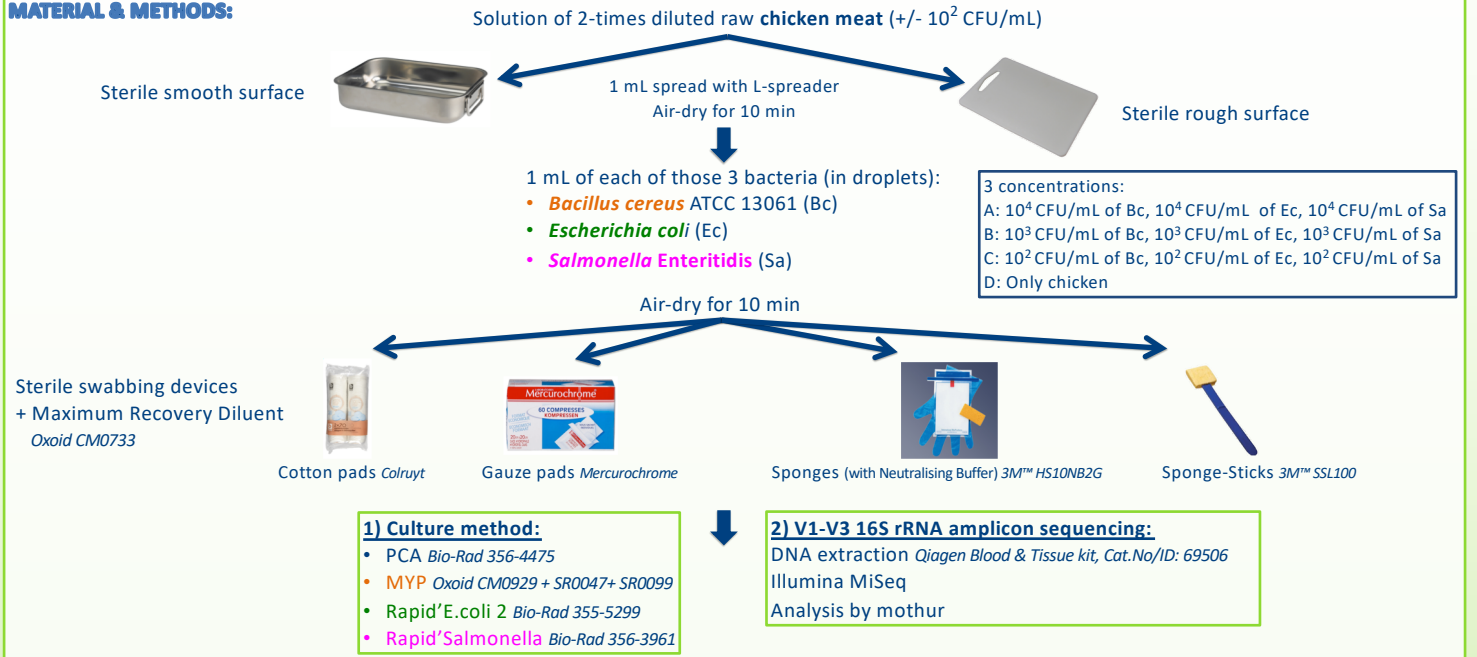 MATERIAL & METHODS:
Solution of 2-times diluted raw chicken meat (+/- 10² CFU/mL)
Sterile smooth surface
1 mL spread with L-spreader
Air-dry for 10 min
Sterile rough surface
1 mL of each of those 3 bacteria (in droplets):
• Bacillus cereus ATCC 13061 (Bc)
• Escherichia coli (Ec)
• Salmonella Enteritidis (Sa)
3 concentrations:
A: 10⁴ CFU/mL of Bc, 10⁴ CFU/mL of Ec, 10⁴ CFU/mL of Sa
B: 10³ CFU/mL of Bc, 10³ CFU/mL of Ec, 10³ CFU/mL of Sa
C: 10² CFU/mL of Bc, 10² CFU/mL of Ec, 10² CFU/mL of Sa
D: Only chicken
Air-dry for 10 min
Sterile swabbing devices
+ Maximum Recovery Diluent
Oxoid CM0733
Mercurochrome
60 COMPRESSES
KOMPRESSEN
Cotton pads Colruyt
Gauze pads Mercurochrome
Sponges (with Neutralising Buffer) 3M™ HS10NB2G
Sponge-Sticks 3M™ SSL100
1) Culture method:
• PCA Bio-Rad 356-4475
• MYP Oxoid CM0929 + SR0047+ SR0099
• Rapid'E.coli 2 Bio-Rad 355-5299
• Rapid'Salmonella Bio-Rad 356-3961
2) V1-V3 16S rRNA amplicon sequencing:
DNA extraction Qiagen Blood & Tissue kit, Cat.No/ID: 69506
Illumina MiSeq
Analysis by mothur